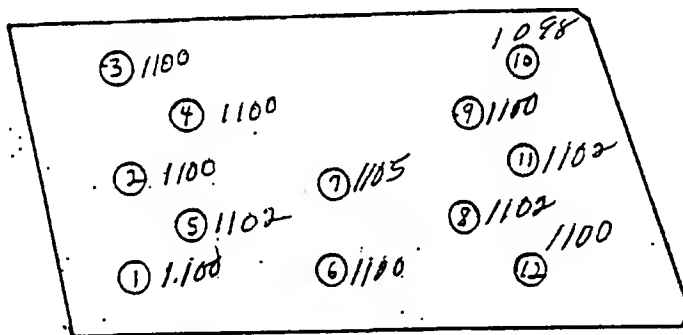 1098
③ 1100 ⑩
④ 1100 ⑨ 1100
② 1100 ⑦ 1105 ⑪ 1102
⑤ 1102 ⑧ 1102
1100
① 1.100 ⑥ 1100 ⑫